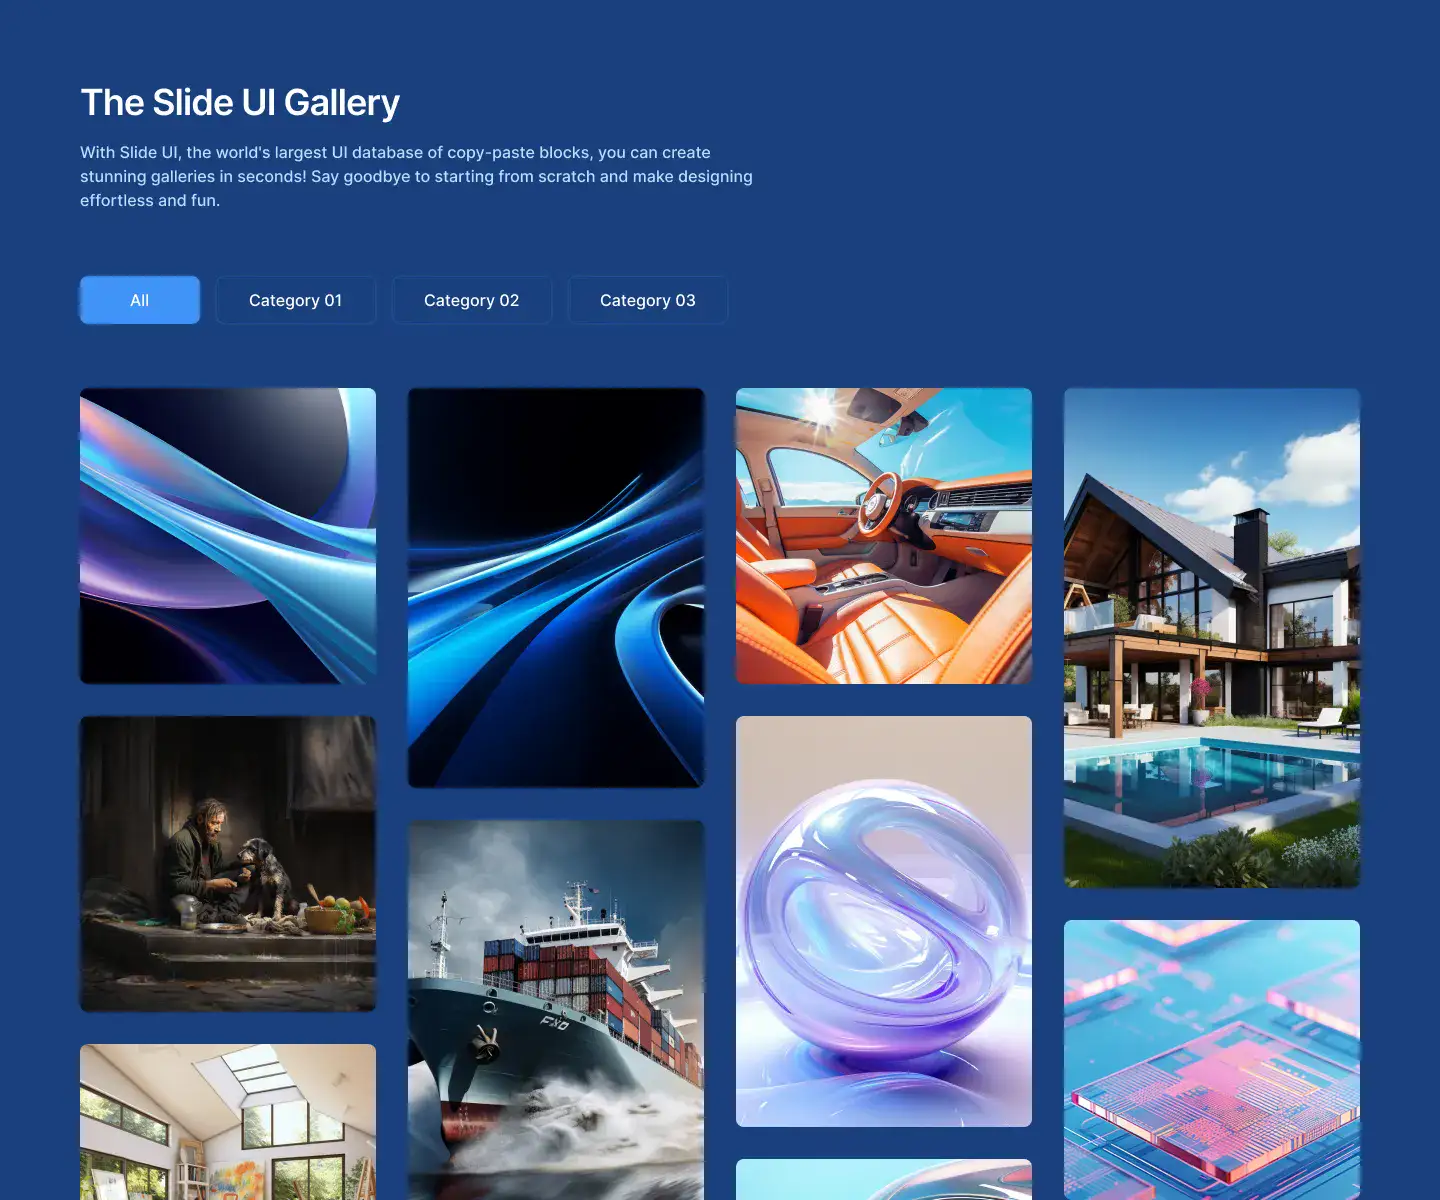 The Slide UI Gallery
With Slide UI, the world's largest UI database of copy-paste blocks, you can create
stunning galleries in seconds! Say goodbye to starting from scratch and make designing
effortless and fun.
All
Category 01
Category 02
Category 03